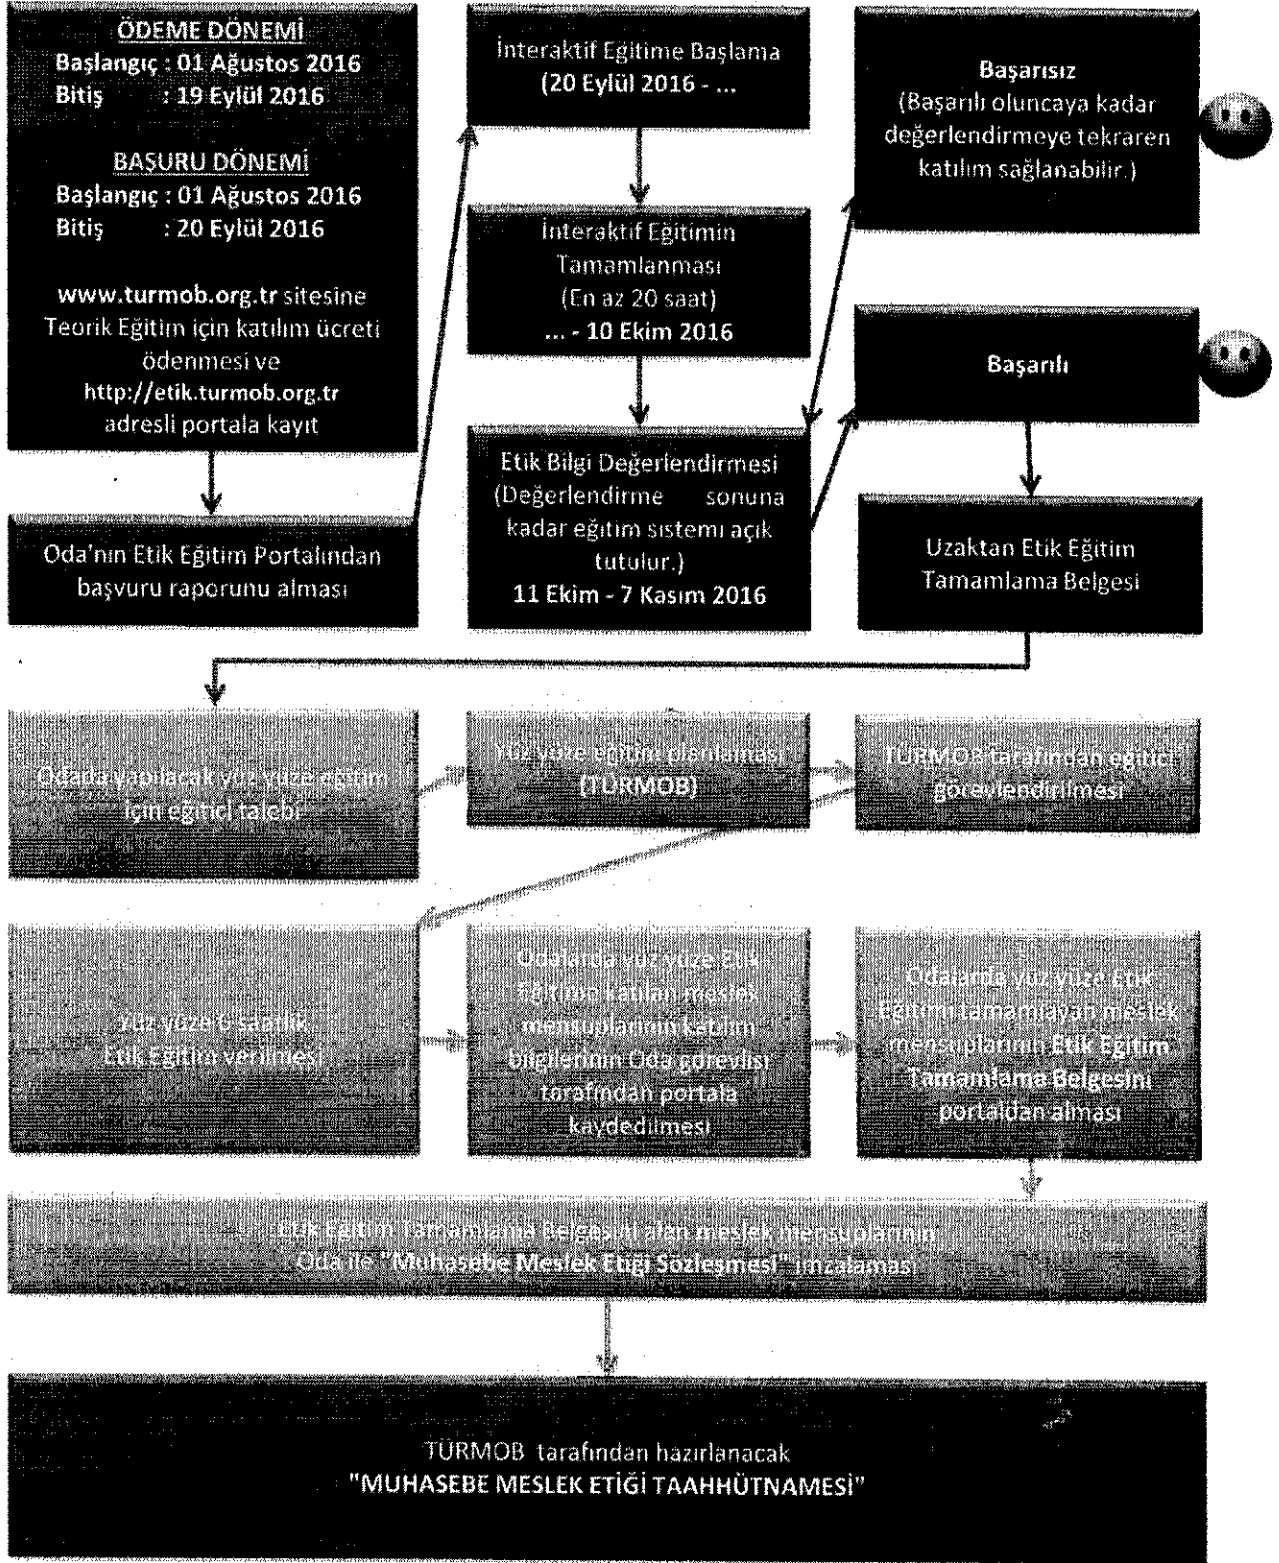 ÖDEME DÖNEMİ
Başlangıç : 01 Ağustos 2016
Bitiş : 19 Eylül 2016
BAŞURU DÖNEMİ
Başlangıç : 01 Ağustos 2016
Bitiş : 20 Eylül 2016
www.turmob.org.tr sitesine
Teorik Eğitim için katılım ücreti
ödenmesi ve
http://etik.turmob.org.tr
adresli portala kayıt
Oda'nın Etik Eğitim Portalından
başvuru raporunu alması
İnteraktif Eğitime Başlama
(20 Eylül 2016 - ...
İnteraktif Eğitimin
Tamamlanması
(En az 20 saat)
... - 10 Ekim 2016
Etik Bilgi Değerlendirmesi
(Değerlendirme sonuna
kadar eğitim sistemi açık
tutulur.)
11 Ekim - 7 Kasım 2016
Başarısız
(Başarılı oluncaya kadar
değerlendirmeye tekraren
katılım sağlanabilir.)
Başarılı
Uzaktan Etik Eğitim
Tamamlama Belgesi
Odada yapılacak yüz yüze eğitim
için eğitici talebi
Yüz yüze eğitim planlaması
(TÜRMOB)
TÜRMOB tarafından eğitici
görevlendirilmesi
Yüz yüze 6 saatlik
Etik Eğitim verilmesi
Odalarda yüz yüze Etik
Eğitime katılan meslek
mensuplarının katılım
bilgilerinin Oda görevlisi
tarafından portala
kaydedilmesi
Odalarda yüz yüze Etik
Eğitim tamamlayan meslek
mensuplarının Etik Eğitim
Tamamlama Belgesini
portaldan alması
Etik Eğitim Tamamlama Belgesini alan meslek mensuplarının
Oda ile "Muhasebe Meslek Etiği Sözleşmesi" imzalaması
TÜRMOB tarafından hazırlanacak
"MUHASEBE MESLEK ETİĞİ TAAHHÜTNAMESİ"